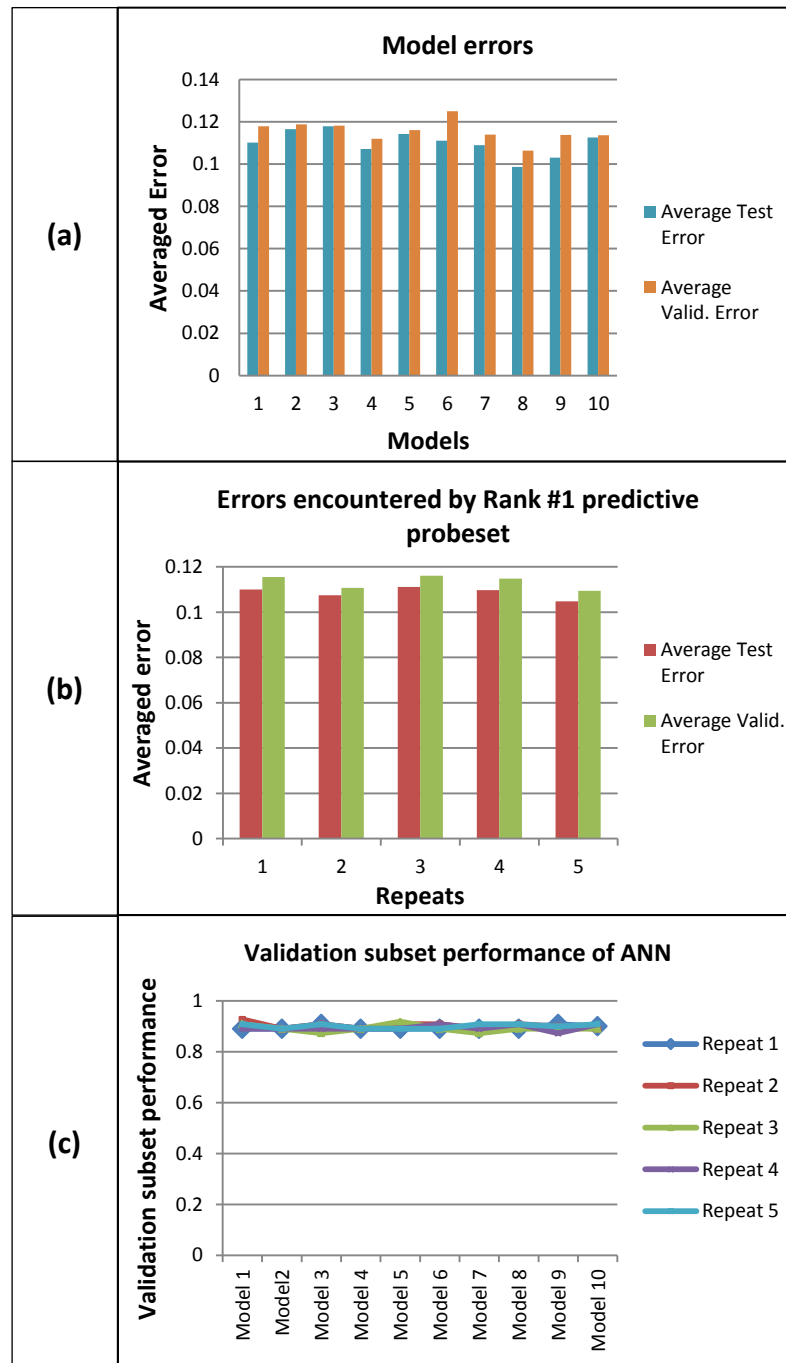 (a)
Model errors
Averaged Error
0.14
0.12
0.1
0.08
0.06
0.04
0.02
0
1 2 3 4 5 6 7 8 9 10
Models
Average Test
Error
Average
Valid. Error
(b)
Errors encountered by Rank #1 predictive
probeset
Averaged error
0.12
0.1
0.08
0.06
0.04
0.02
0
1 2 3 4 5
Repeats
Average Test
Error
Average Valid.
Error
(c)
Validation subset performance of ANN
Validation subset performance
1
0.8
0.6
0.4
0.2
0
Model 1
Model2
Model 3
Model 4
Model 5
Model 6
Model 7
Model 8
Model 9
Model 10
Repeat 1
Repeat 2
Repeat 3
Repeat 4
Repeat 5